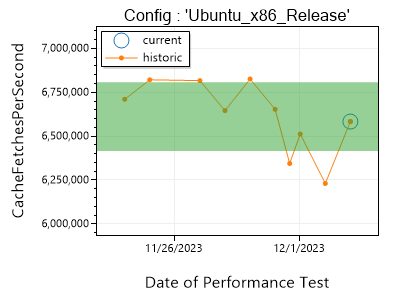 Config : 'Ubuntu_x86_Release'
7,000,000
6,750,000
6,500,000
6,250,000
6,000,000
CacheFetchesPerSecond
current
historic
11/26/2023
12/1/2023
Date of Performance Test